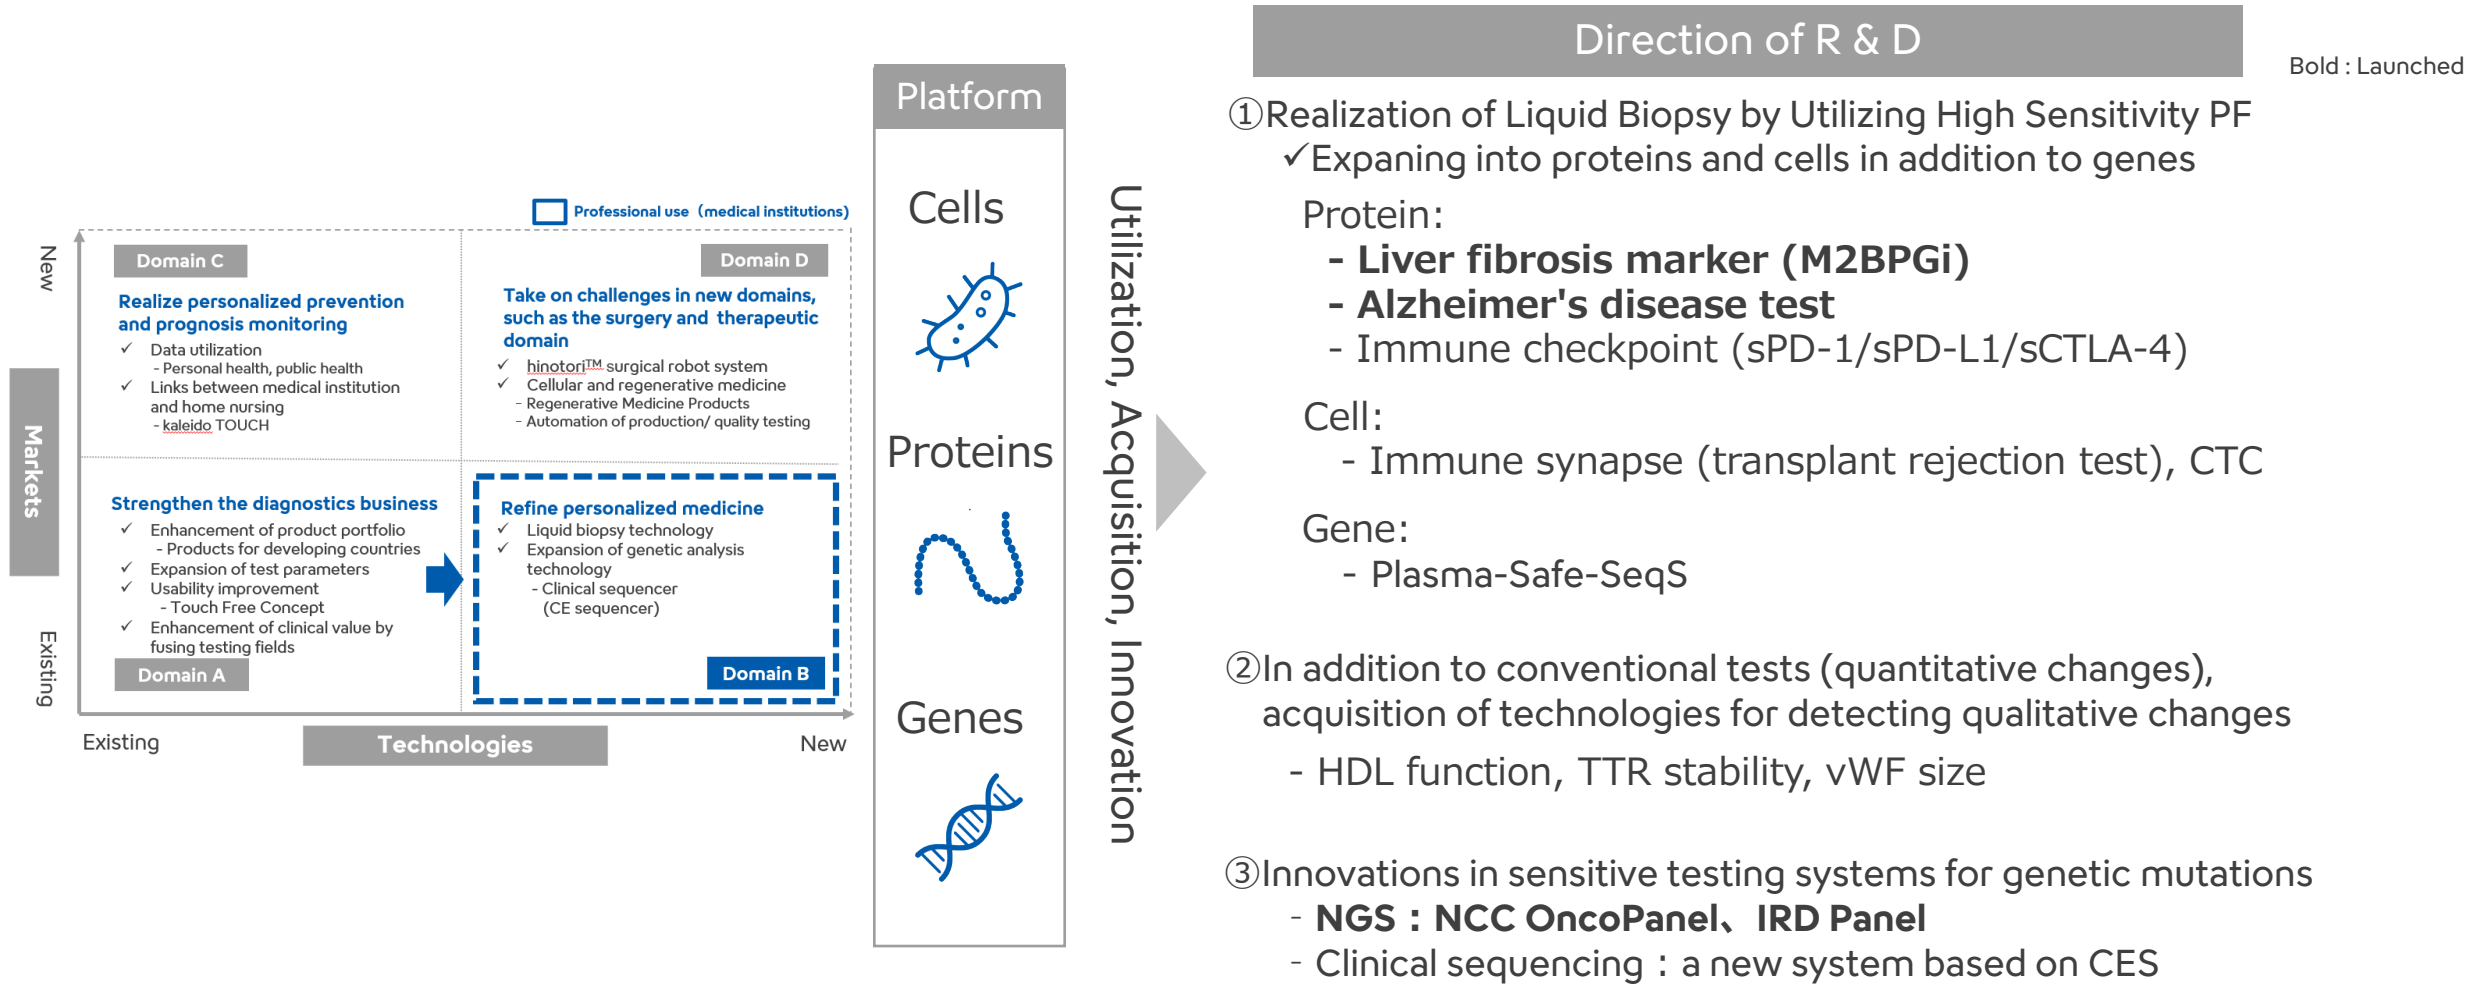 Direction of R & D
Bold : Launched
Platform
Cells
Proteins
Genes
Utilization, Acquisition, Innovation
Professional use（medical institutions)
New
Markets
Existing
Domain C
Realize personalized prevention
and prognosis monitoring
✓ Data utilization
- Personal health, public health
✓ Links between medical institution
and home nursing
- kaleido TOUCH
Domain D
Take on challenges in new domains,
such as the surgery and therapeutic
domain
✓ hinotori™ surgical robot system
✓ Cellular and regenerative medicine
- Regenerative Medicine Products
- Automation of production/ quality testing
Strengthen the diagnostics business
✓ Enhancement of product portfolio
- Products for developing countries
✓ Expansion of test parameters
✓ Usability improvement
- Touch Free Concept
✓ Enhancement of clinical value by
fusing testing fields
Domain A
Refine personalized medicine
✓ Liquid biopsy technology
✓ Expansion of genetic analysis
technology
- Clinical sequencer
(CE sequencer)
Domain B
Existing
Technologies
New
①Realization of Liquid Biopsy by Utilizing High Sensitivity PF
✓Expaning into proteins and cells in addition to genes
Protein:
- Liver fibrosis marker (M2BPGi)
- Alzheimer's disease test
- Immune checkpoint (sPD-1/sPD-L1/sCTLA-4)
Cell:
- Immune synapse (transplant rejection test), CTC
Gene:
- Plasma-Safe-SeqS
②In addition to conventional tests (quantitative changes),
acquisition of technologies for detecting qualitative changes
- HDL function, TTR stability, vWF size
③Innovations in sensitive testing systems for genetic mutations
- NGS：NCC OncoPanel、IRD Panel
- Clinical sequencing：a new system based on CES